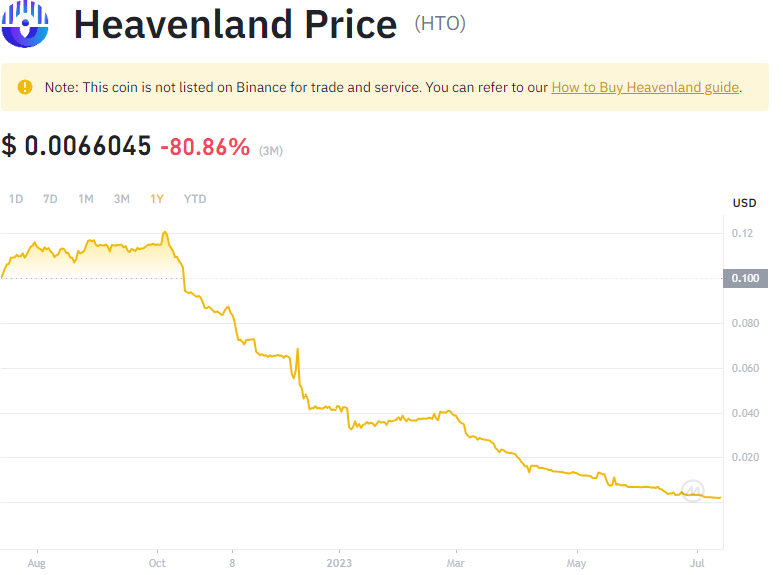 Heavenland Price (HTO)
Note: This coin is not listed on Binance for trade and service. You can refer to our How to Buy Heavenland guide.
$ 0.0066045 -80.86% (3M)
1D 7D 1M 3M 1Y YTD
USD
0.12
0.100
0.080
0.060
0.040
0.020
Aug Oct 8 2023 Mar May Jul